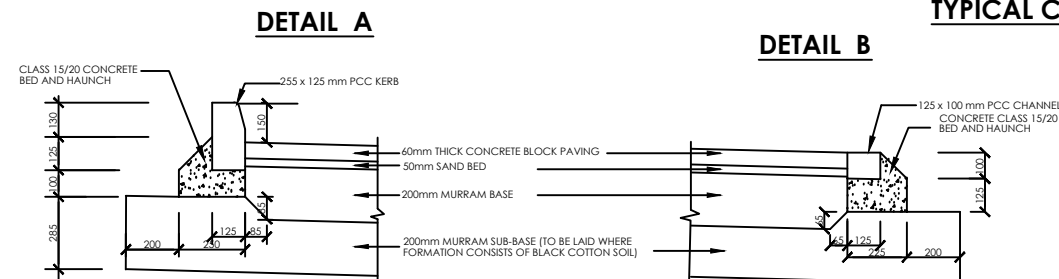 DETAIL A
TYPICAL C
DETAIL B
CLASS 15/20 CONCRETE
BED AND HAUNCH
255 x 125 mm PCC KERB
130
125
100
285
150
85
200
125
85
230
60mm THICK CONCRETE BLOCK PAVING
50mm SAND BED
200mm MURRAM BASE
200mm MURRAM SUB-BASE (TO BE LAID WHERE
FORMATION CONSISTS OF BLACK COTTON SOIL)
125 x 100 mm PCC CHANNEL
CONCRETE CLASS 15/20
BED AND HAUNCH
100
125
65
65
125
225
200